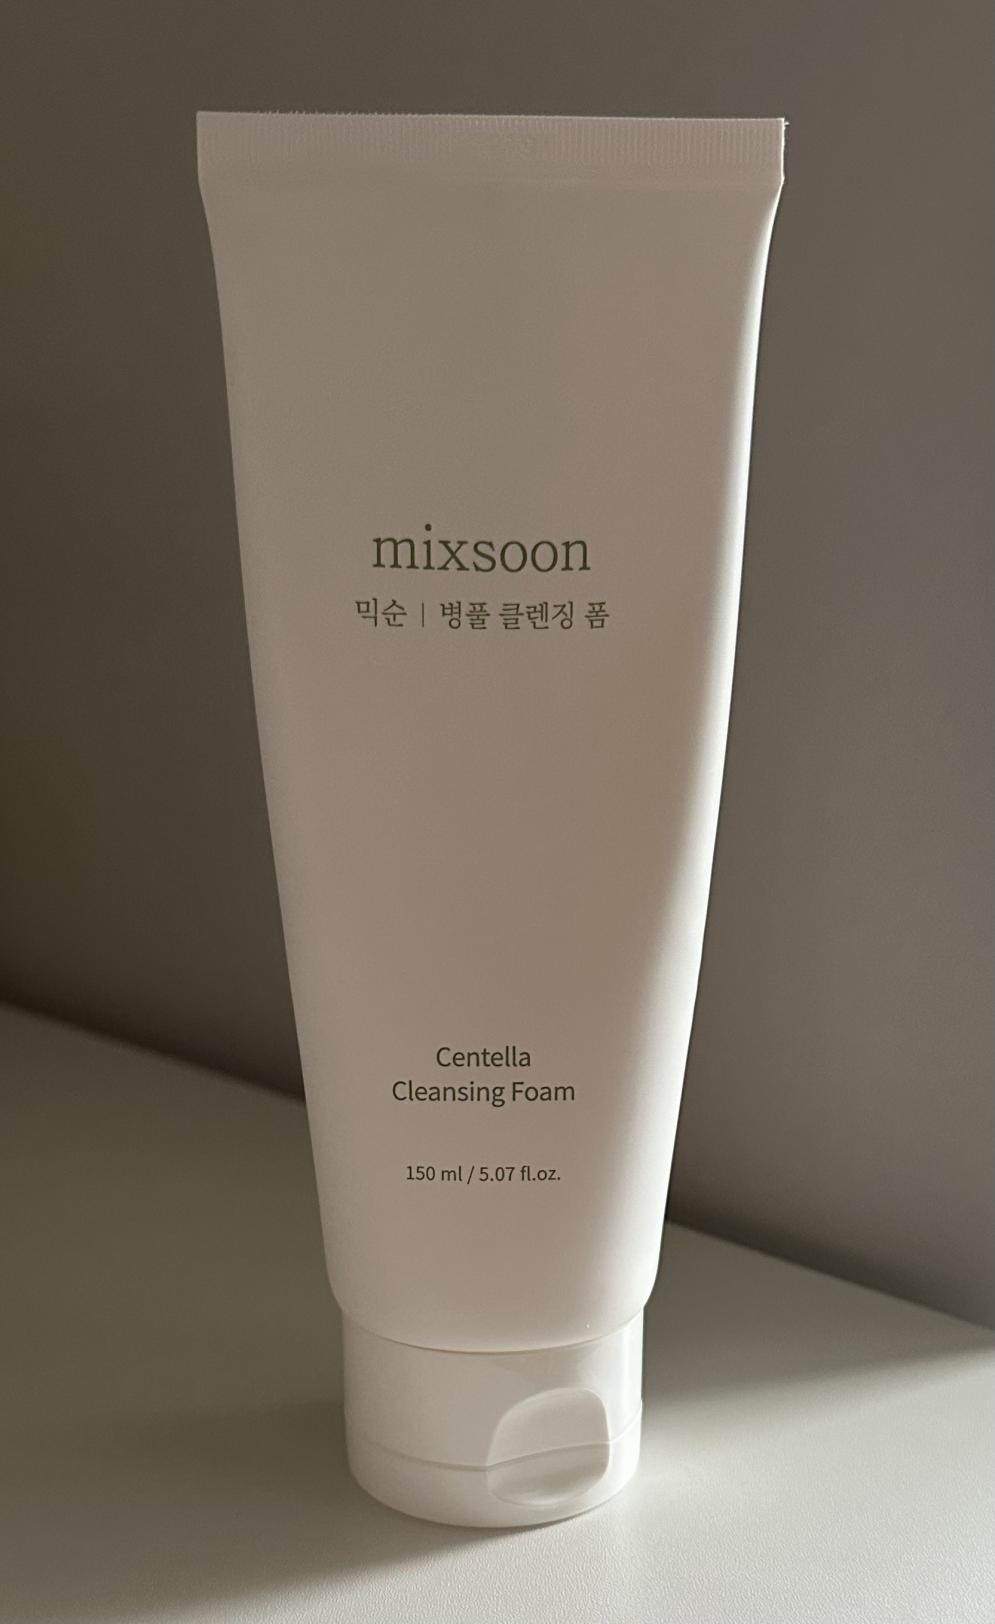 mixsoon
믹순 | 병풀 클렌징 폼
Centella
Cleansing Foam
150 ml / 5.07 fl.oz.